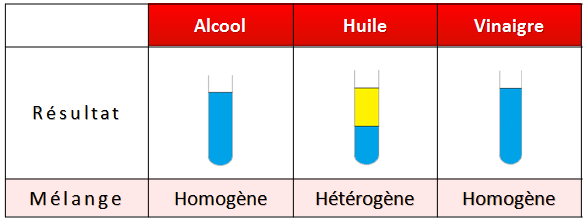 Alcool Huile Vinaigre
Résultat
Mélange Homogène Hétérogène Homogène